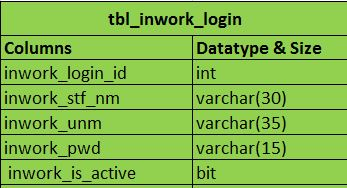 tbl_inwork_login
Columns Datatype & Size
inwork_login_id int
inwork_stf_nm varchar(30)
inwork_unm varchar(35)
inwork_pwd varchar(15)
inwork_is_active bit